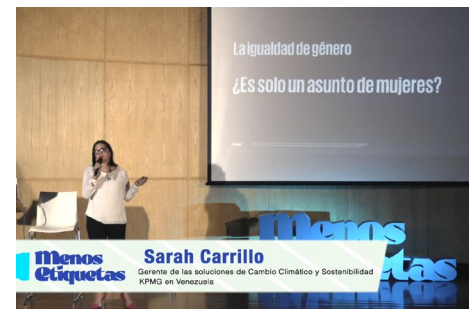 La igualdad de género
¿Es solo un asunto de mujeres?
Menos
Menos
Etiquetas
Sarah Carrillo
Gerente de las soluciones de Cambio Climático y Sostenibilidad
KPMG en Venezuela